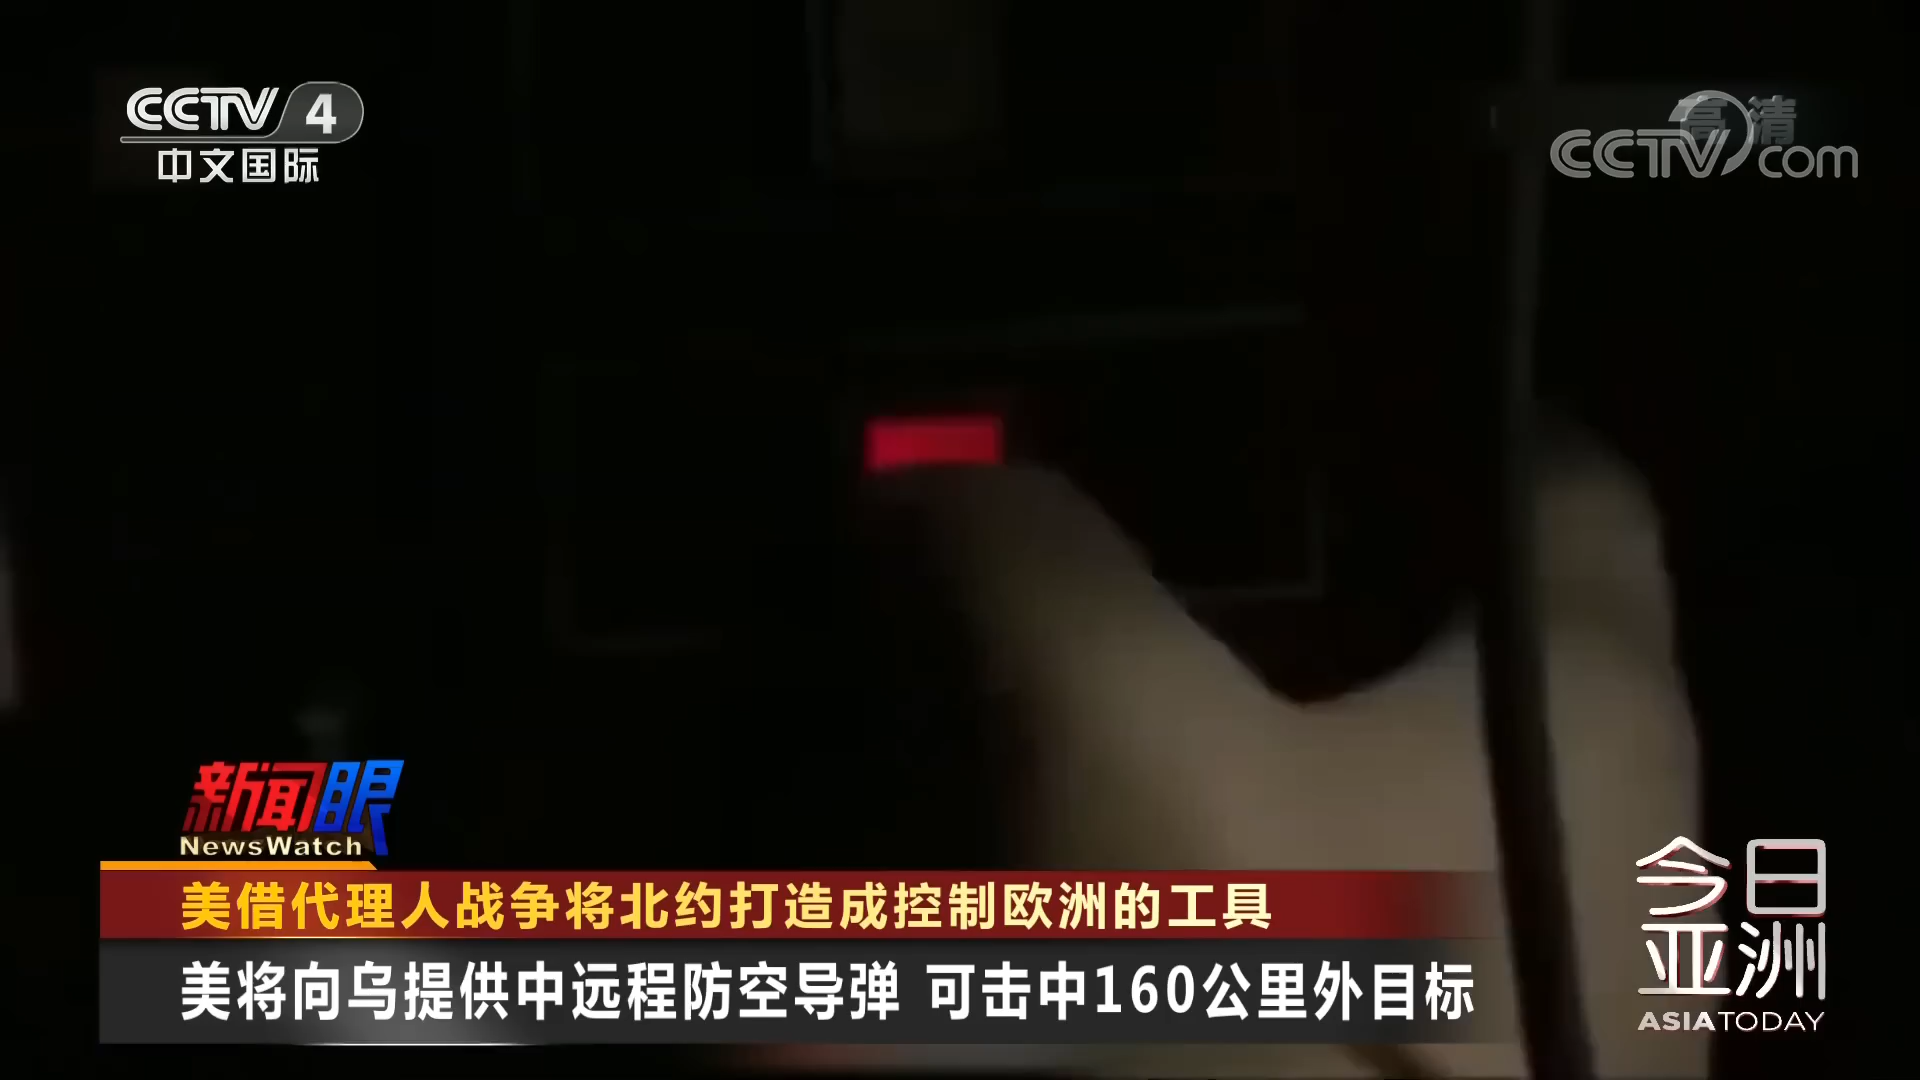 CCTV 4
中文国际
高清
CCTV.com
新闻眼
NewsWatch
美借代理人战争将北约打造成控制欧洲的工具
美将向乌提供中远程防空导弹 可击中160公里外目标
今日
亚洲
ASIA TODAY